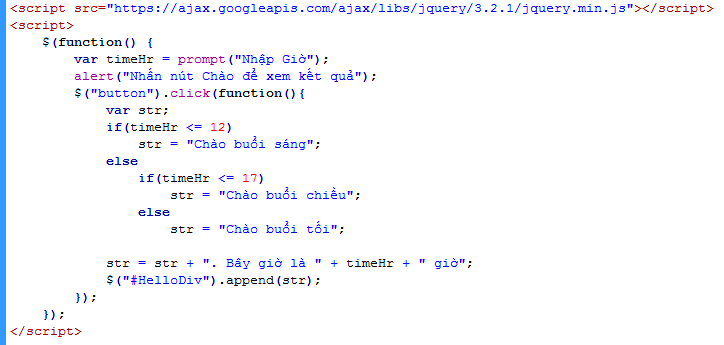 <script src="https://ajax.googleapis.com/ajax/libs/jquery/3.2.1/jquery.min.js"></script>
<script>
    $(function() {
        var timeHr = prompt("Nhập Giờ");
        alert("Nhấn nút Chào để xem kết quả");
        $("button").click(function(){
            var str;
            if(timeHr <= 12)
                str = "Chào buổi sáng";
            else
                if(timeHr <= 17)
                    str = "Chào buổi chiều";
                else
                    str = "Chào buổi tối";

            str = str + ". Bây giờ là " + timeHr + " giờ";
            $("#HelloDiv").append(str);
        });
    });
</script>